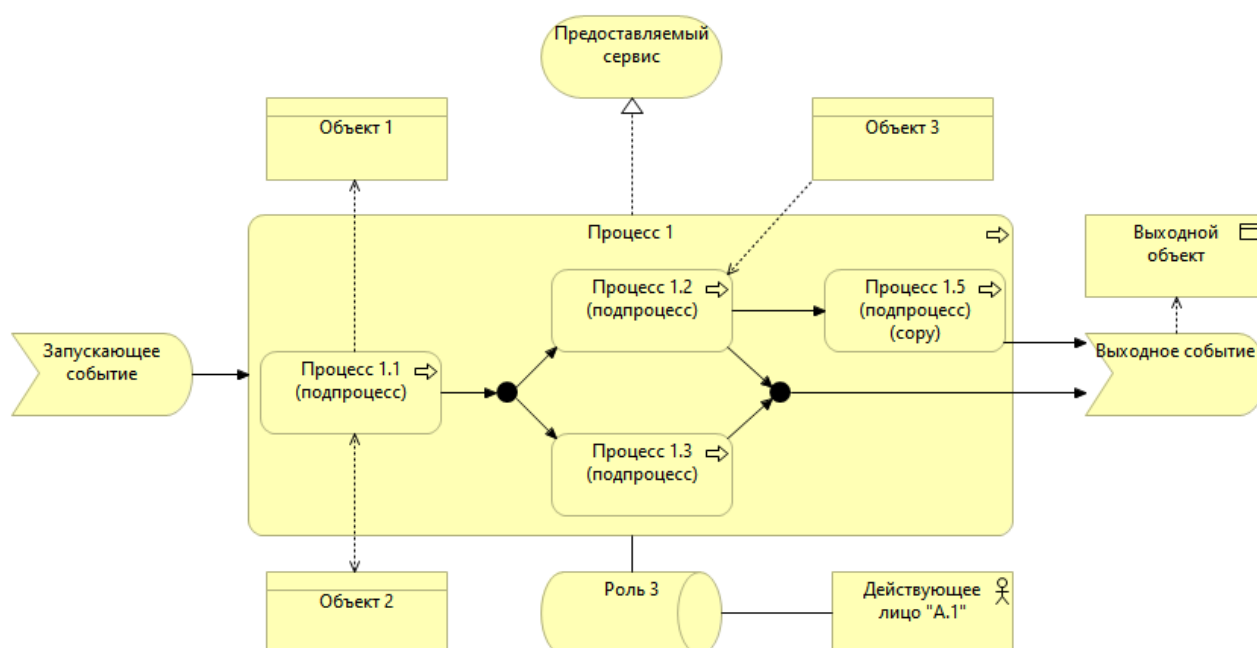 Предоставляемый
сервис
Объект 1
Объект 3
Процесс 1
Выходной
объект
Процесс 1.2
(подпроцесс)
Процесс 1.5
(подпроцесс)
(copy)
Запускающее
событие
Выходное событие
Процесс 1.1
(подпроцесс)
Процесс 1.3
(подпроцесс)
Объект 2
Роль 3
Действующее
лицо "А.1"